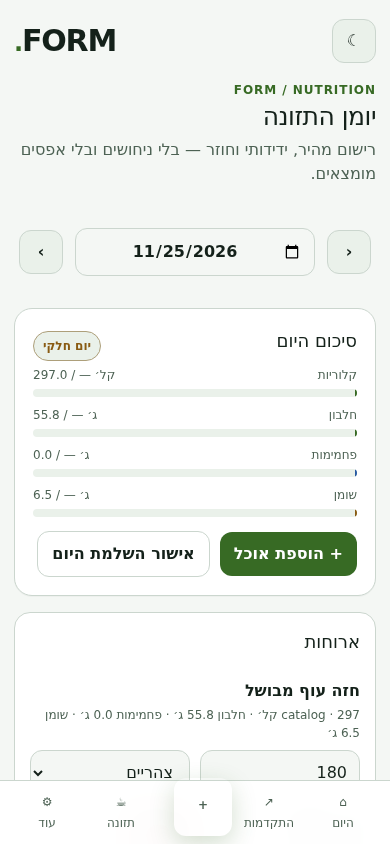 FORM.
FORM / NUTRITION
יומן התזונה
רישום מהיר, ידידותי וחוזר — בלי ניחושים ובלי אפסים
מומצאים.
11/25/2026
סיכום היום
יום חלקי
קלוריות
297.0 / — קל׳
חלבון
55.8 / — ג׳
פחמימות
0.0 / — ג׳
שומן
6.5 / — ג׳
+ הוספת אוכל
אישור השלמת היום
ארוחות
חזה עוף מבושל
catalog · 297 קל׳ · חלבון 55.8 ג׳ · פחמימות 0.0 ג׳ · שומן
6.5 ג׳
180
צהריים
היום
התקדמות
+
תזונה
עוד